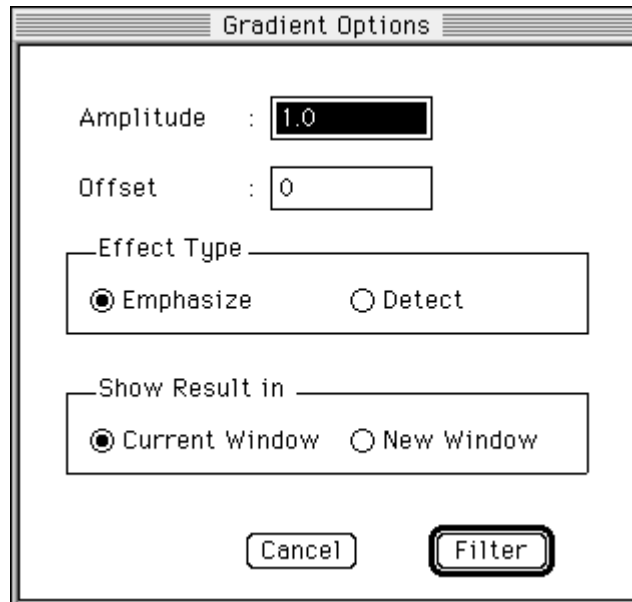 Gradient Options
Amplitude : 1.0
Offset : 0
Effect Type
Emphasize Detect
Show Result in
Current Window New Window
Cancel Filter